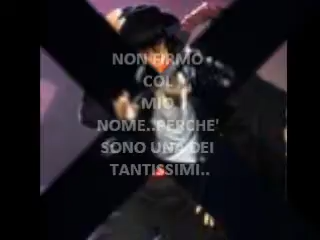 NON FIRMO
COL
MIO
NOME..PERCHE'
SONO UNO DEI
TANTISSIMI..